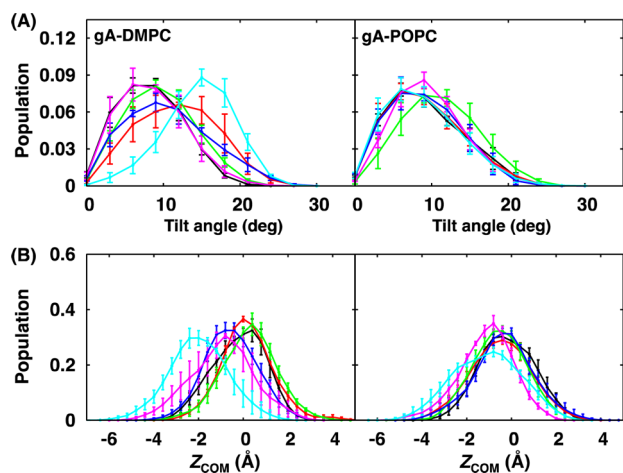 (A)
gA-DMPC
gA-POPC
Population
0.12
0.09
0.06
0.03
0
0 10 20 30 0 10 20 30
Tilt angle (deg) Tilt angle (deg)
(B)
Population
0.6
0.4
0.2
0
-6 -4 -2 0 2 4 -6 -4 -2 0 2 4
ZCOM (Å) ZCOM (Å)